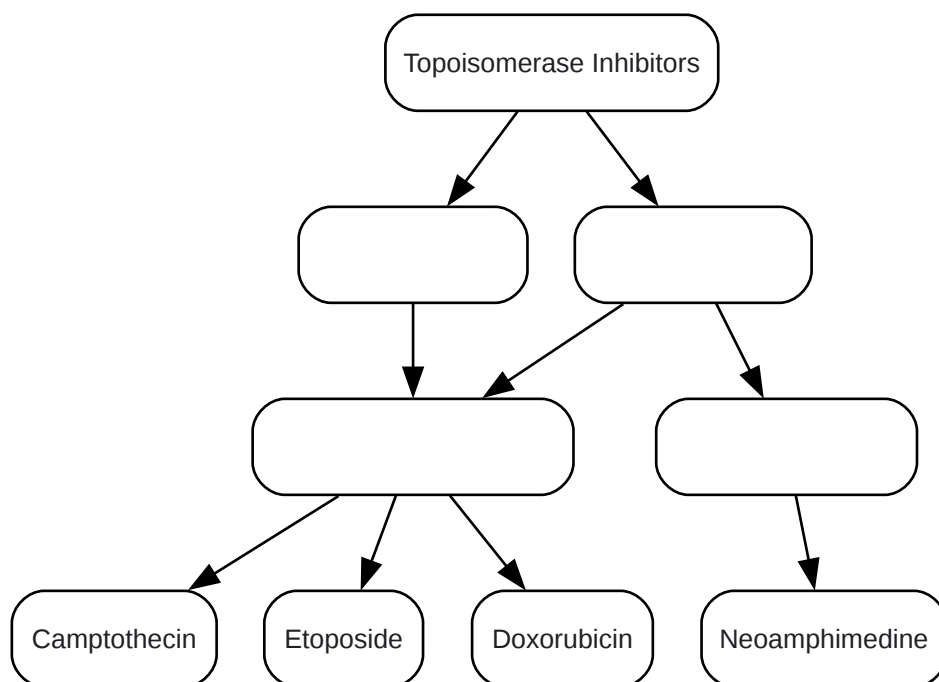 Topoisomerase Inhibitors
Camptothecin
Etoposide
Doxorubicin
Neoamphimedine